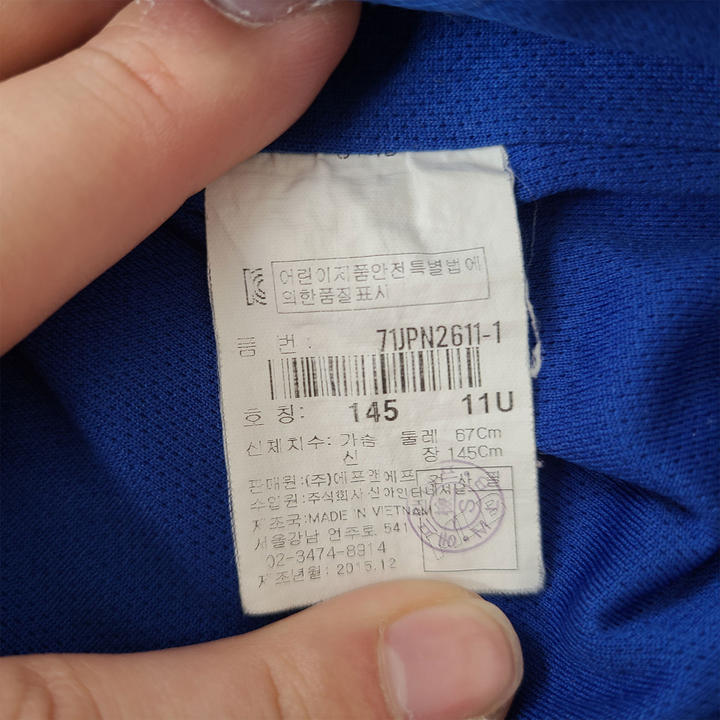 어린이제품안전특별법에
의한품질표시
품 번 : 71JPN2611-1
호 칭: 145 11U
신체치수: 가슴 둘레 67Cm
신 장 145Cm
판매원:(주)에프앤에프
검 사 필
수입원:주식회사 신아인터내셔날
제조국:MADE IN VIETNAM
서울강남 언주로 541
02-3474-8914
제조년월 : 2015.12